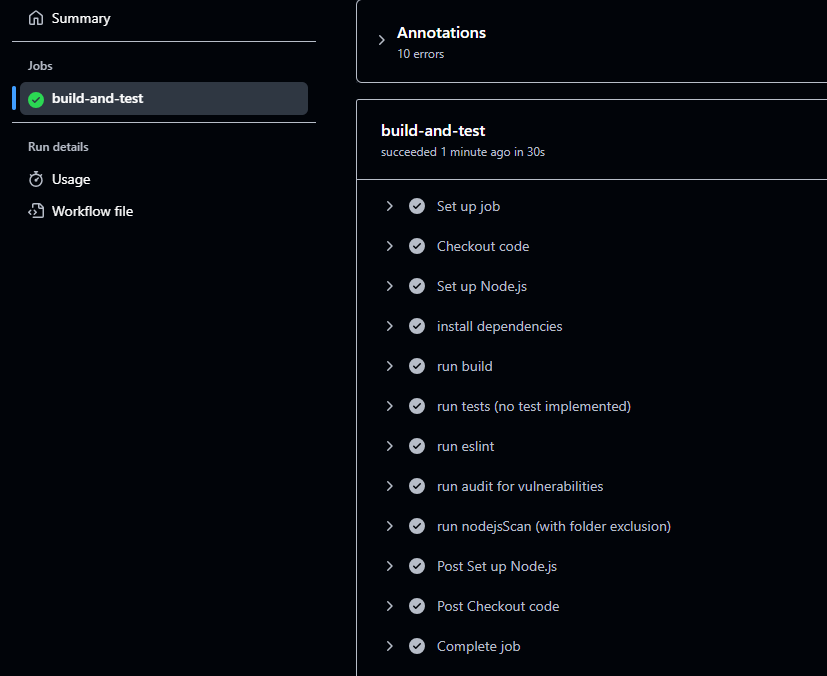 Summary
Jobs
build-and-test
Run details
Usage
Workflow file
Annotations
10 errors
build-and-test
succeeded 1 minute ago in 30s
Set up job
Checkout code
Set up Node.js
install dependencies
run build
run tests (no test implemented)
run eslint
run audit for vulnerabilities
run nodejsScan (with folder exclusion)
Post Set up Node.js
Post Checkout code
Complete job